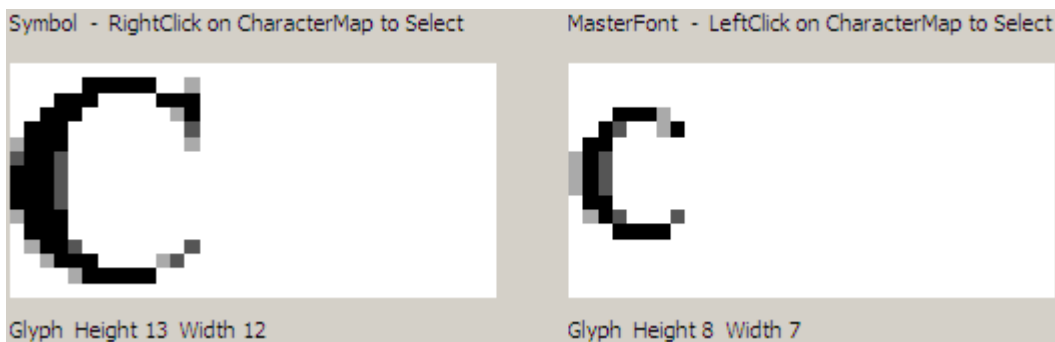 Symbol - RightClick on CharacterMap to Select
MasterFont - LeftClick on CharacterMap to Select
C
C
Glyph Height 13 Width 12
Glyph Height 8 Width 7